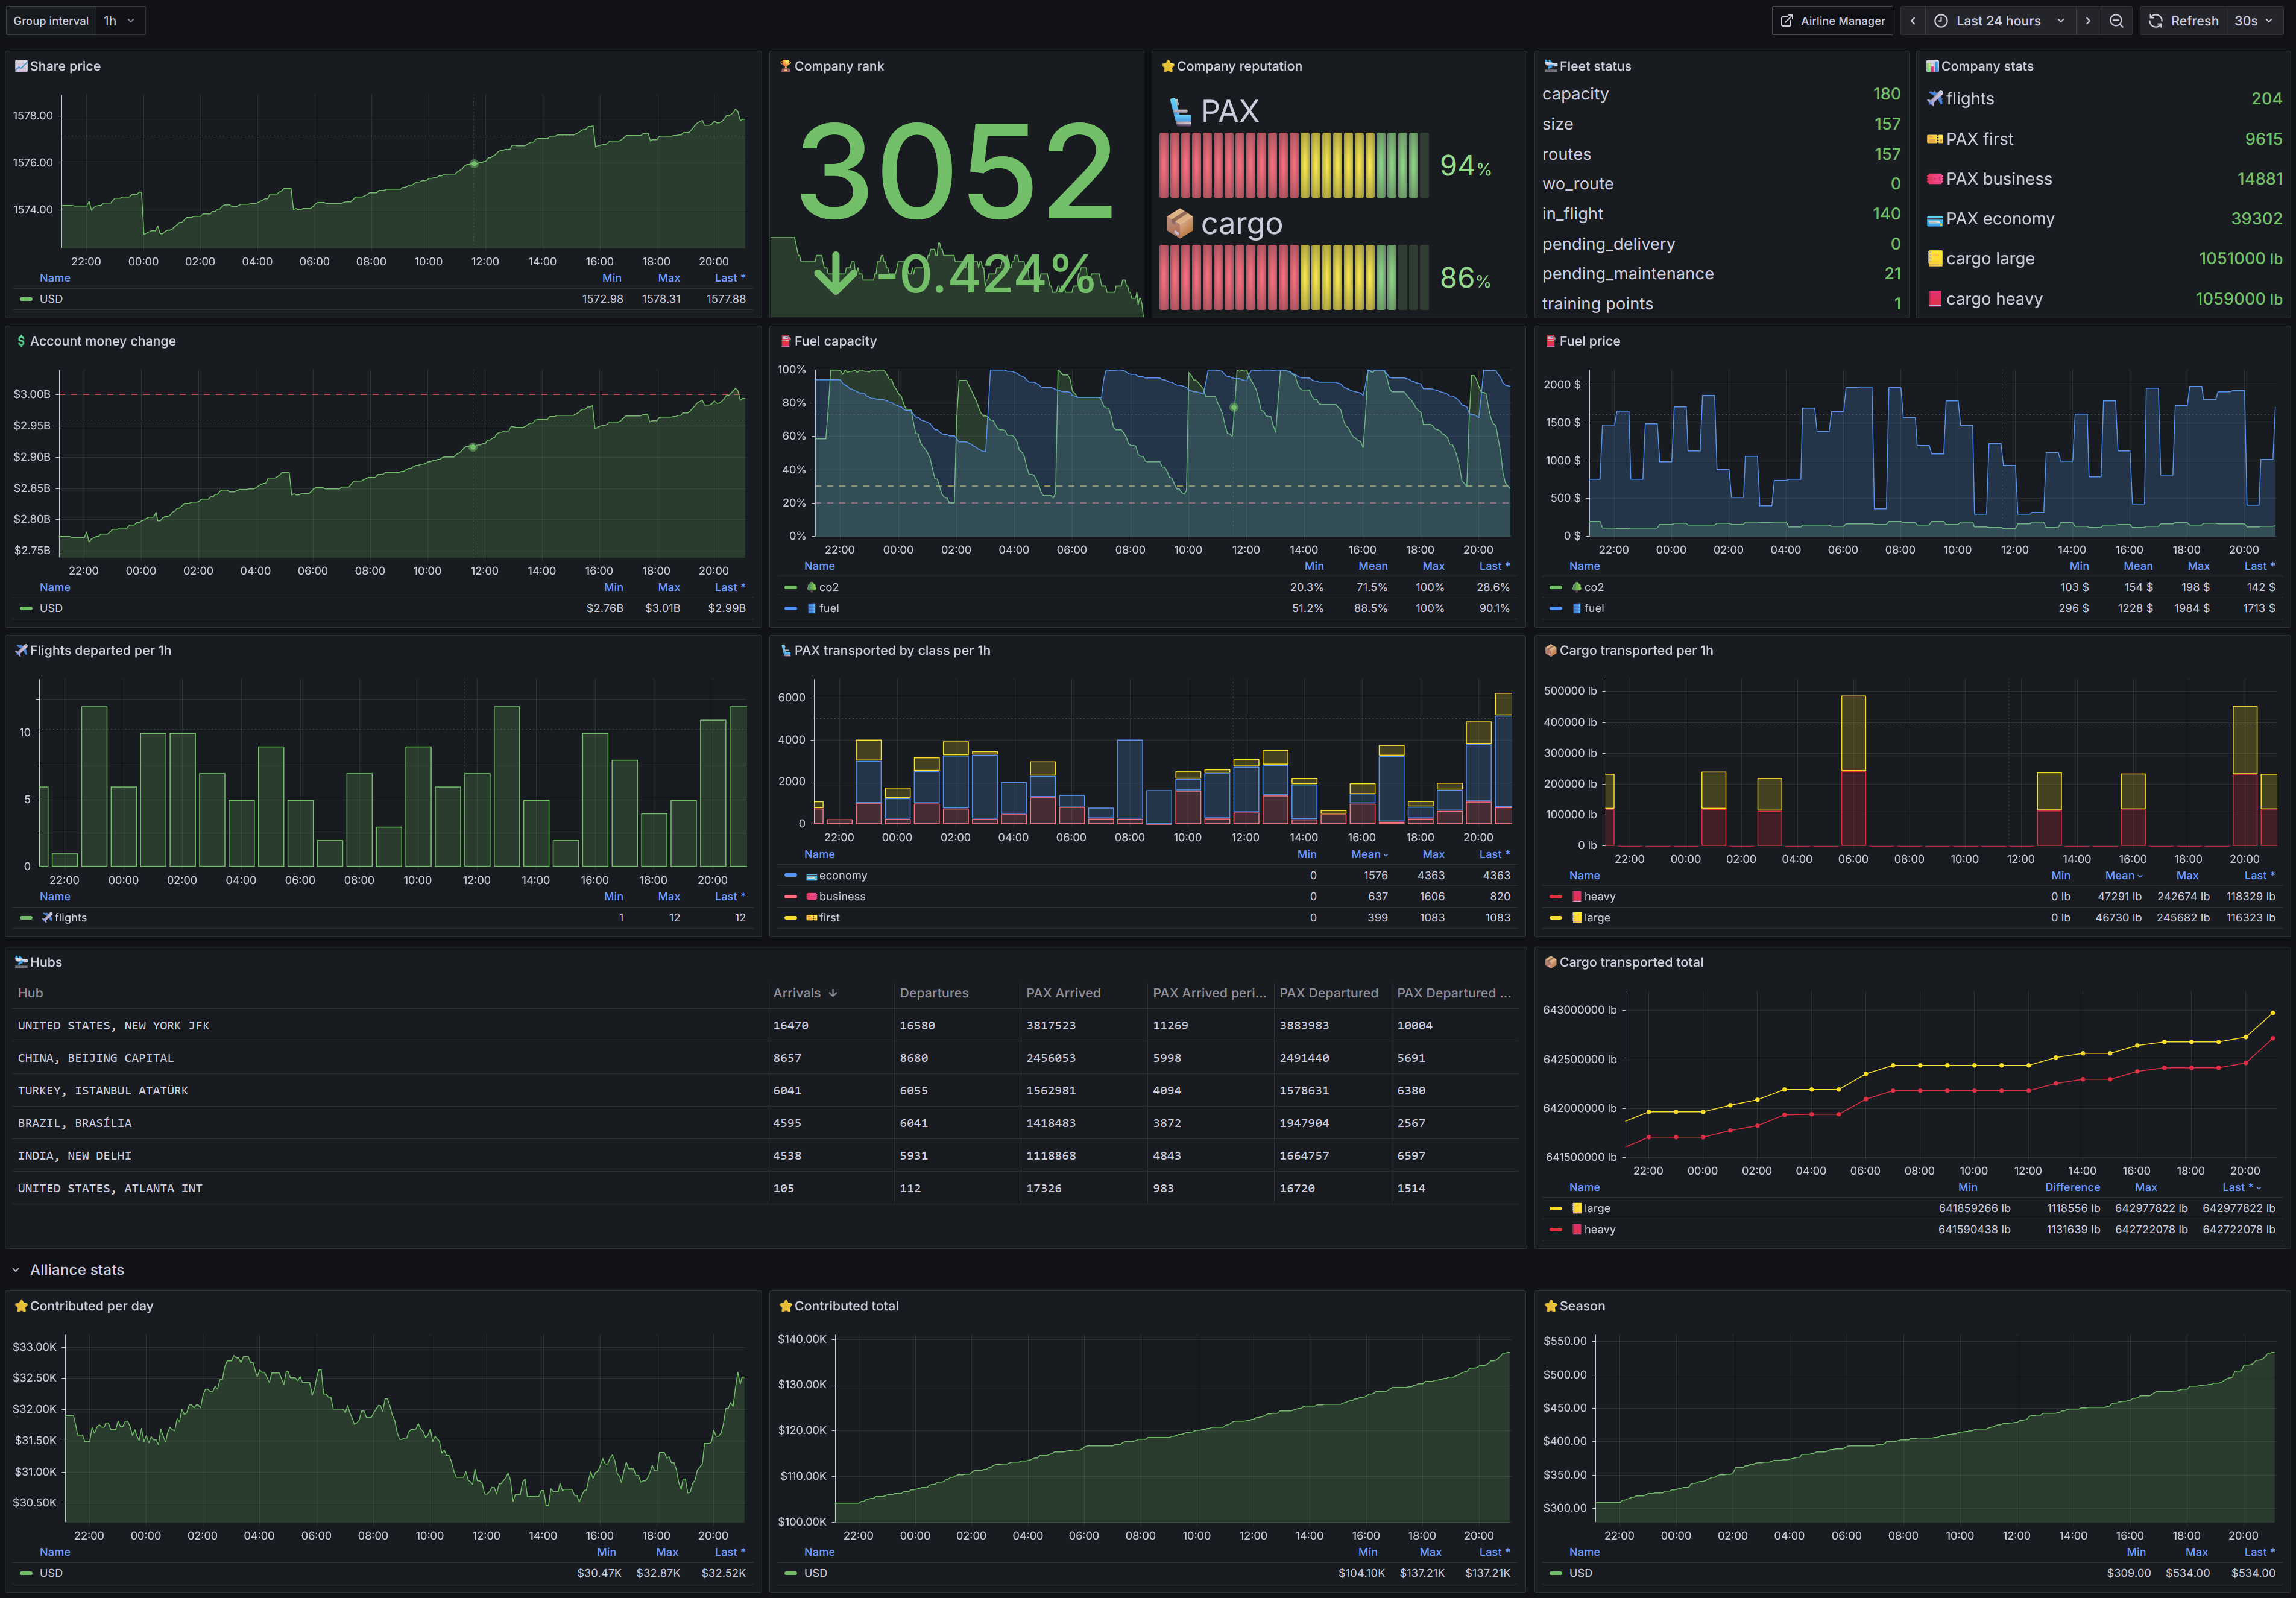 Group interval 1h Airline Manager Last 24 hours Refresh 30s
Share price
1578.00
1576.00
1574.00
22:00 00:00 02:00 04:00 06:00 08:00 10:00 12:00 14:00 16:00 18:00 20:00
Name Min Max Last *
USD 1572.98 1578.31 1577.88
Company rank
3052
-0.424%
Company reputation
PAX
94%
cargo
86%
Fleet status
capacity 180
size 157
routes 157
wo_route 0
in_flight 140
pending_delivery 0
pending_maintenance 21
training points 1
Company stats
flights 204
PAX first 9615
PAX business 14881
PAX economy 39302
cargo large 1051000 lb
cargo heavy 1059000 lb
Account money change
$3.00B
$2.95B
$2.90B
$2.85B
$2.80B
$2.75B
22:00 00:00 02:00 04:00 06:00 08:00 10:00 12:00 14:00 16:00 18:00 20:00
Name Min Max Last *
USD $2.76B $3.01B $2.99B
Fuel capacity
100%
80%
60%
40%
20%
0%
22:00 00:00 02:00 04:00 06:00 08:00 10:00 12:00 14:00 16:00 18:00 20:00
Name Min Mean Max Last *
co2 20.3% 71.5% 100% 28.6%
fuel 51.2% 88.5% 100% 90.1%
Fuel price
2000 $
1500 $
1000 $
500 $
0 $
22:00 00:00 02:00 04:00 06:00 08:00 10:00 12:00 14:00 16:00 18:00 20:00
Name Min Mean Max Last *
co2 103 $ 154 $ 198 $ 142 $
fuel 296 $ 1228 $ 1984 $ 1713 $
Flights departed per 1h
10
5
0
22:00 00:00 02:00 04:00 06:00 08:00 10:00 12:00 14:00 16:00 18:00 20:00
Name Min Max Last *
flights 1 12 12
PAX transported by class per 1h
6000
4000
2000
0
22:00 00:00 02:00 04:00 06:00 08:00 10:00 12:00 14:00 16:00 18:00 20:00
Name Min Mean Max Last *
economy 0 1576 4363 4363
business 0 637 1606 820
first 0 399 1083 1083
Cargo transported per 1h
500000 lb
400000 lb
300000 lb
200000 lb
100000 lb
0 lb
22:00 00:00 02:00 04:00 06:00 08:00 10:00 12:00 14:00 16:00 18:00 20:00
Name Min Mean Max Last *
heavy 0 lb 47291 lb 242674 lb 118329 lb
large 0 lb 46730 lb 245682 lb 116323 lb
Hubs
Hub Arrivals Departures PAX Arrived PAX Arrived peri... PAX Departed PAX Departed ...
UNITED STATES, NEW YORK JFK 16470 16580 3817523 11269 3883983 10004
CHINA, BEIJING CAPITAL 8657 8680 2456053 5998 2491440 5691
TURKEY, ISTANBUL ATATÜRK 6041 6055 1562981 4094 1578631 6380
BRAZIL, BRASÍLIA 4595 6041 1418483 3872 1947904 2567
INDIA, NEW DELHI 4538 5931 1118868 4843 1664757 6597
UNITED STATES, ATLANTA INT 105 112 17326 983 16720 1514
Cargo transported total
643000000 lb
642500000 lb
642000000 lb
641500000 lb
22:00 00:00 02:00 04:00 06:00 08:00 10:00 12:00 14:00 16:00 18:00 20:00
Name Min Difference Max Last *
large 641859266 lb 1118556 lb 642977822 lb 642977822 lb
heavy 641590438 lb 1131639 lb 642722078 lb 642722078 lb
Alliance stats
Contributed per day
$33.00K
$32.50K
$32.00K
$31.50K
$31.00K
$30.50K
22:00 00:00 02:00 04:00 06:00 08:00 10:00 12:00 14:00 16:00 18:00 20:00
Name Min Max Last *
USD $30.47K $32.87K $32.52K
Contributed total
$140.00K
$130.00K
$120.00K
$110.00K
$100.00K
22:00 00:00 02:00 04:00 06:00 08:00 10:00 12:00 14:00 16:00 18:00 20:00
Name Min Max Last *
USD $104.10K $137.21K $137.21K
Season
$550.00
$500.00
$450.00
$400.00
$350.00
$300.00
22:00 00:00 02:00 04:00 06:00 08:00 10:00 12:00 14:00 16:00 18:00 20:00
Name Min Max Last *
USD $309.00 $534.00 $534.00